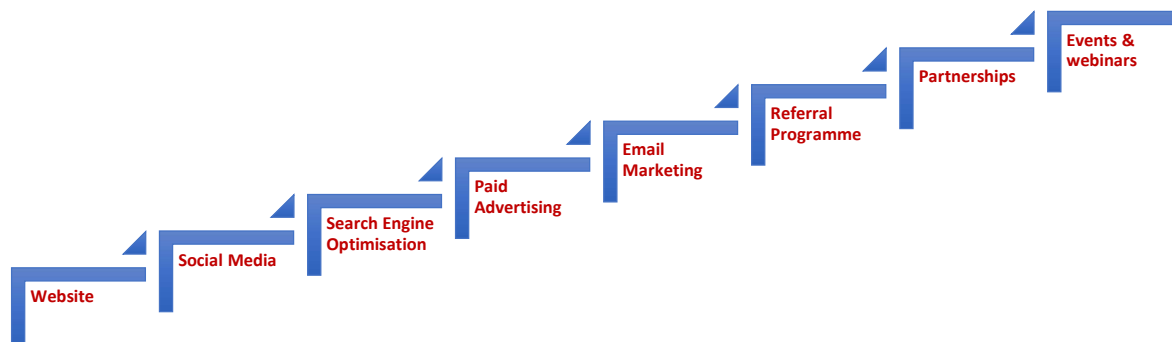 Website
Social Media
Search Engine
Optimisation
Paid
Advertising
Email
Marketing
Referral
Programme
Partnerships
Events &
webinars